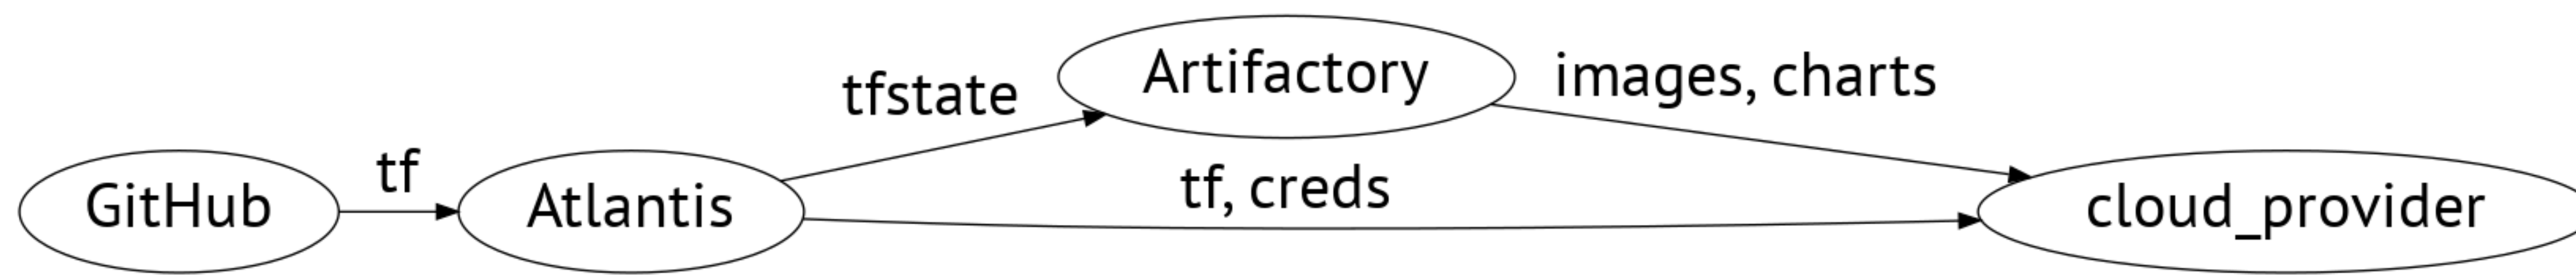 GitHub
tf
Atlantis
tfstate
Artifactory
images, charts
tf, creds
cloud_provider